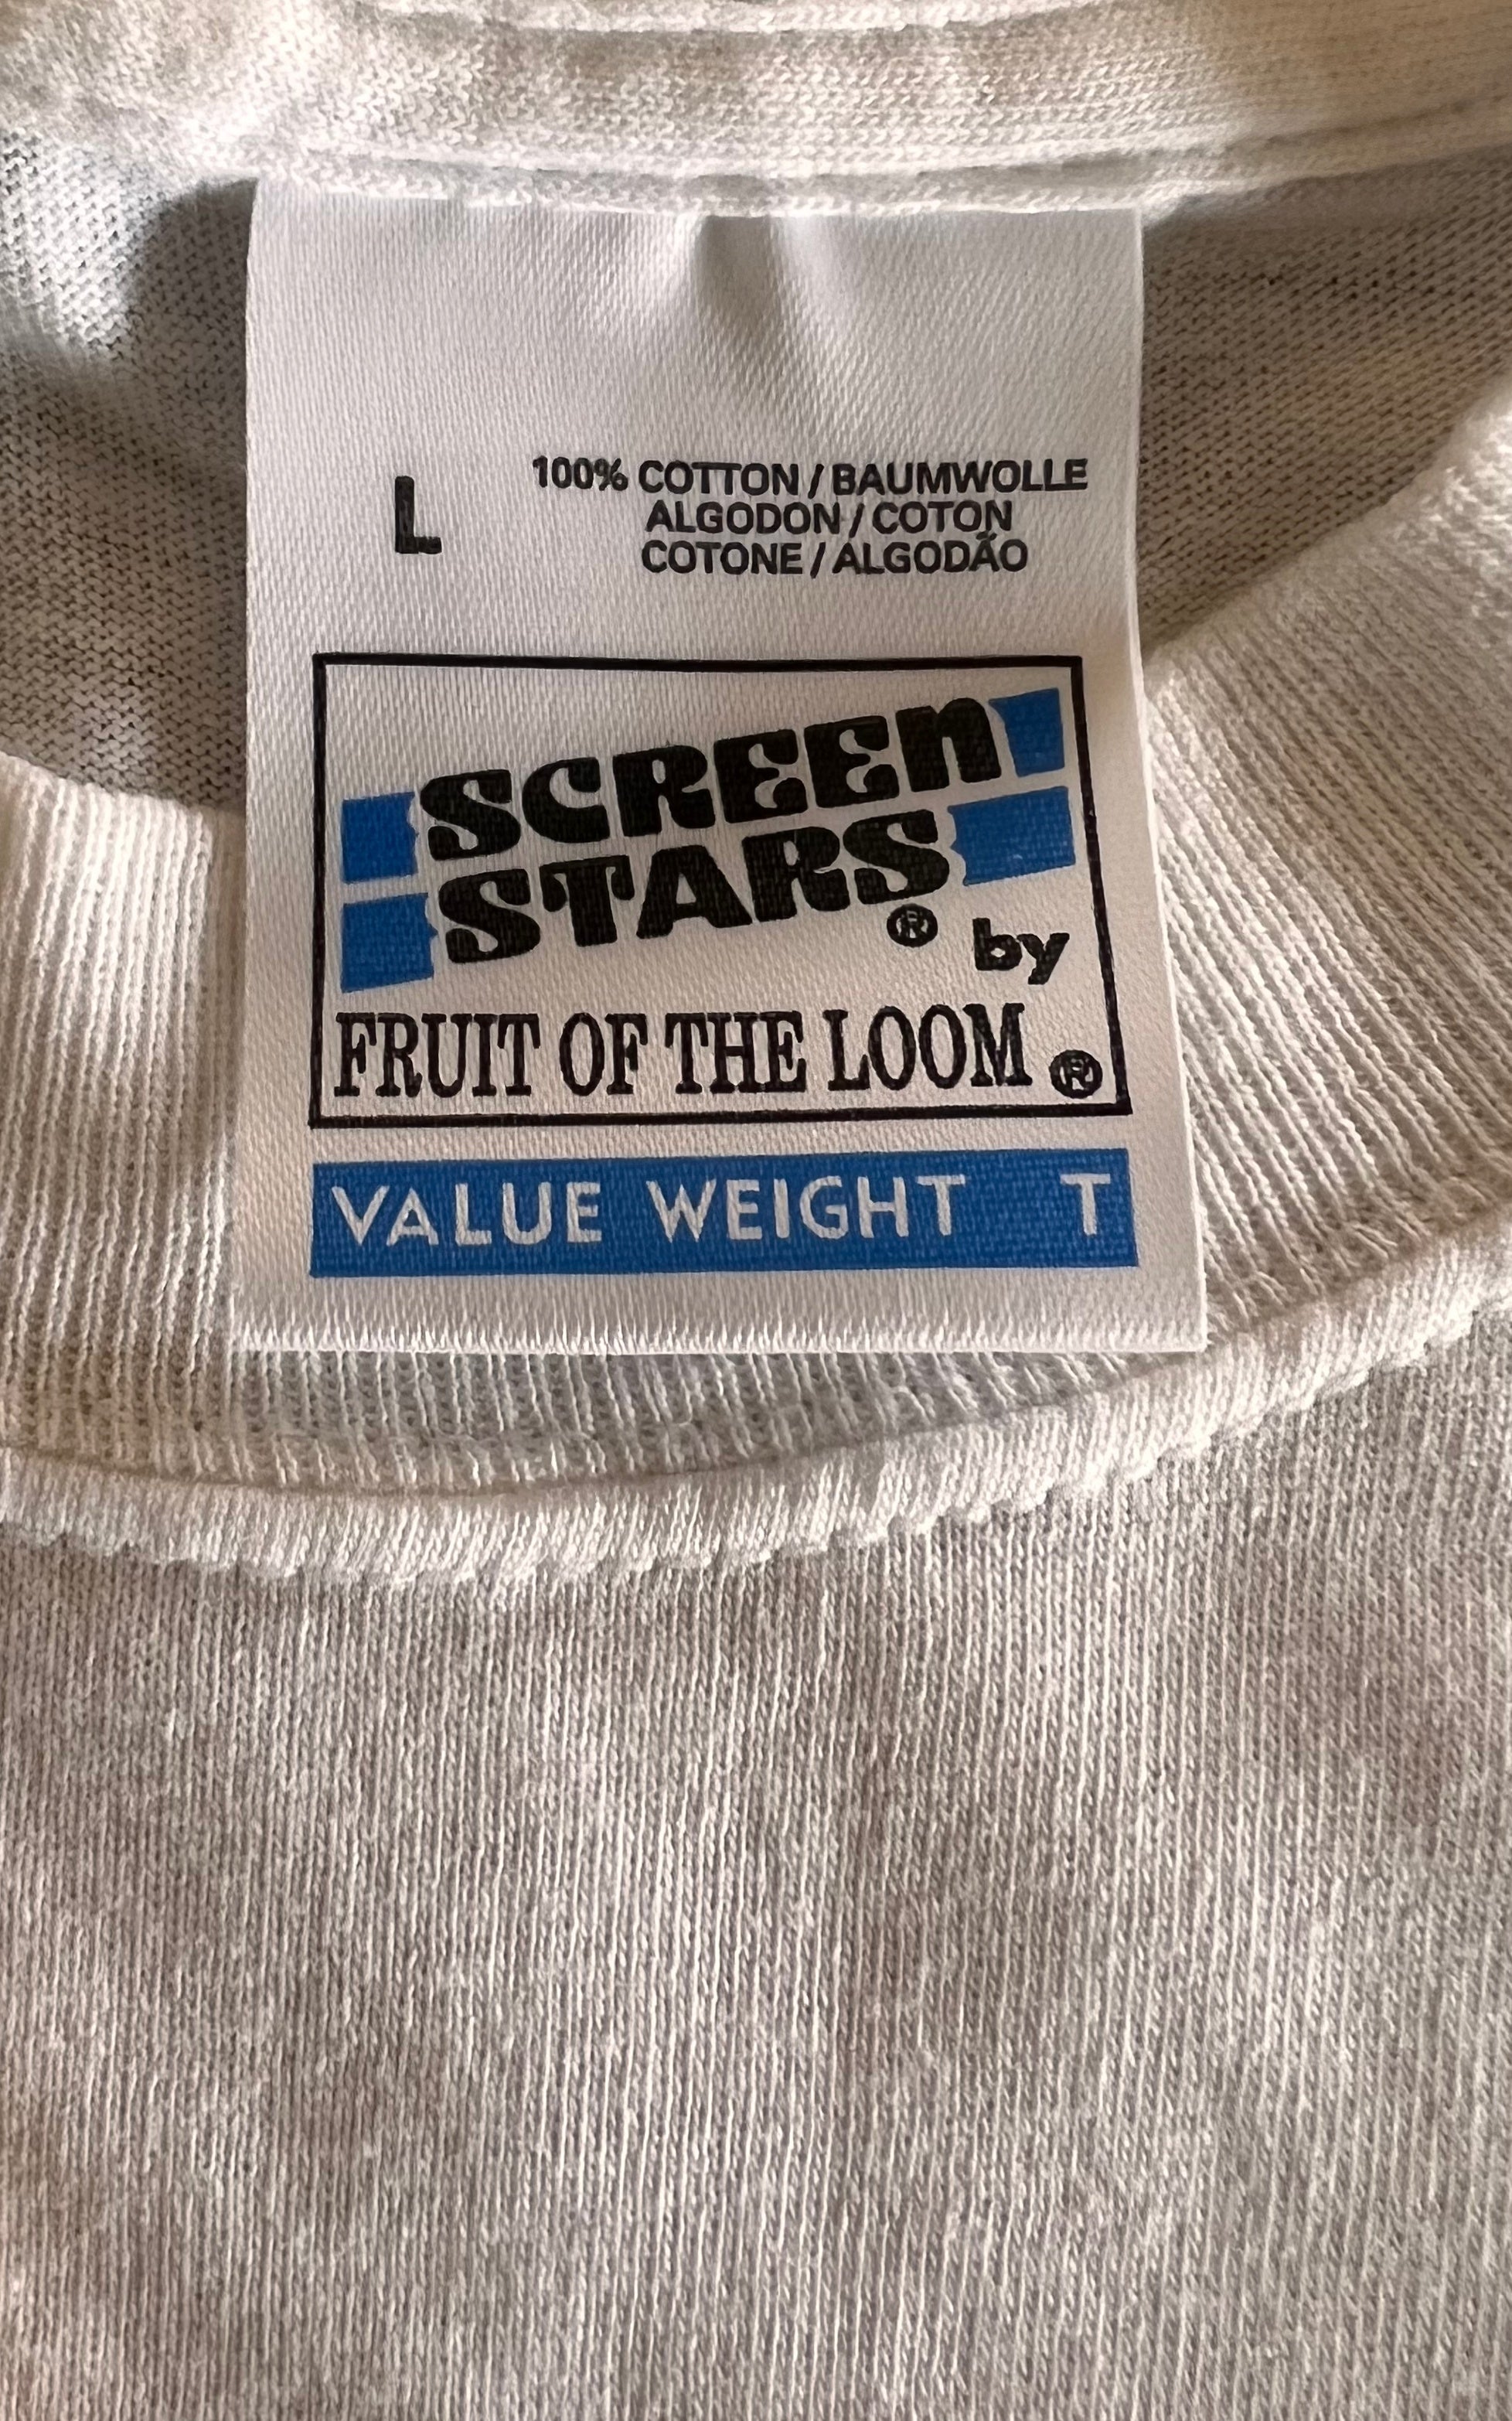 L
100% COTTON / BAUMWOLLE
ALGODON / COTON
COTONE / ALGODÃO
SCREEN
STARS® by
FRUIT OF THE LOOM®
VALUE WEIGHT T